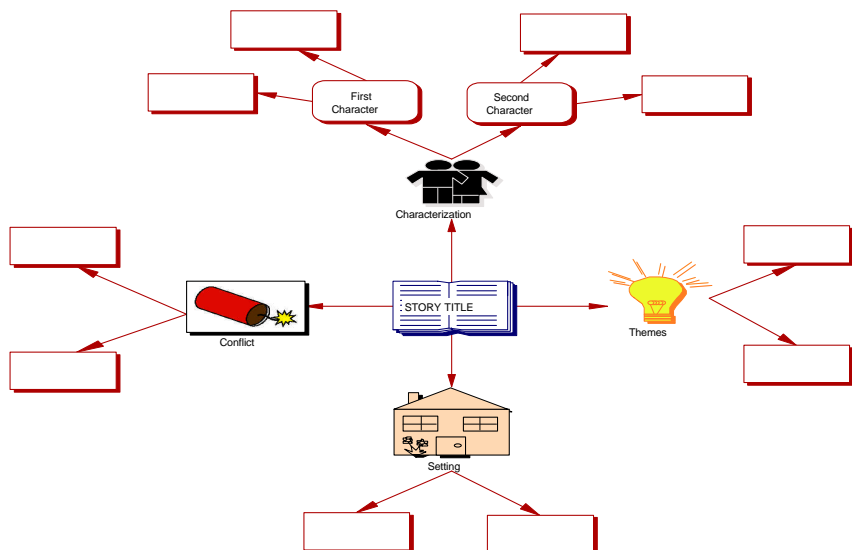 First
Character
Second
Character
Characterization
STORY TITLE
Conflict
Themes
Setting